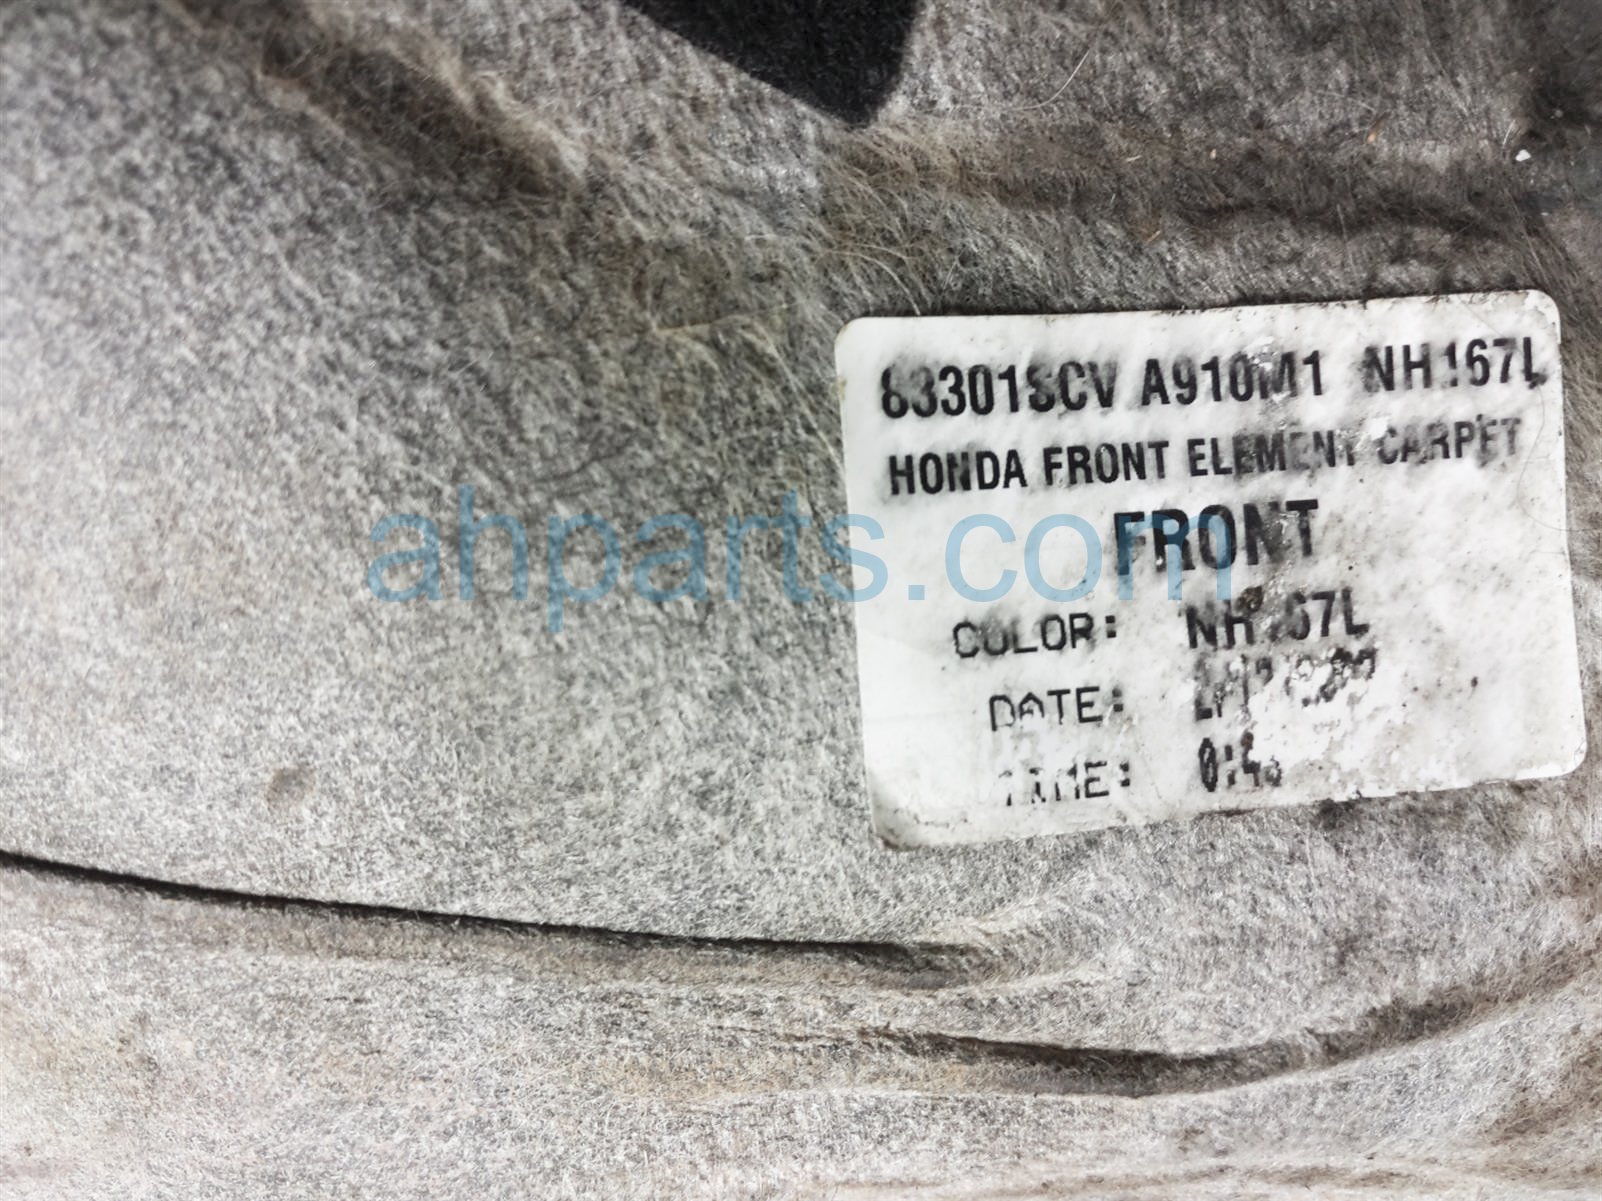 83301SCV A910M1 NH167L
HONDA FRONT ELEMENT CARPET
FRONT
ahparts.com
COLOR: NH167L
DATE:
TIME: